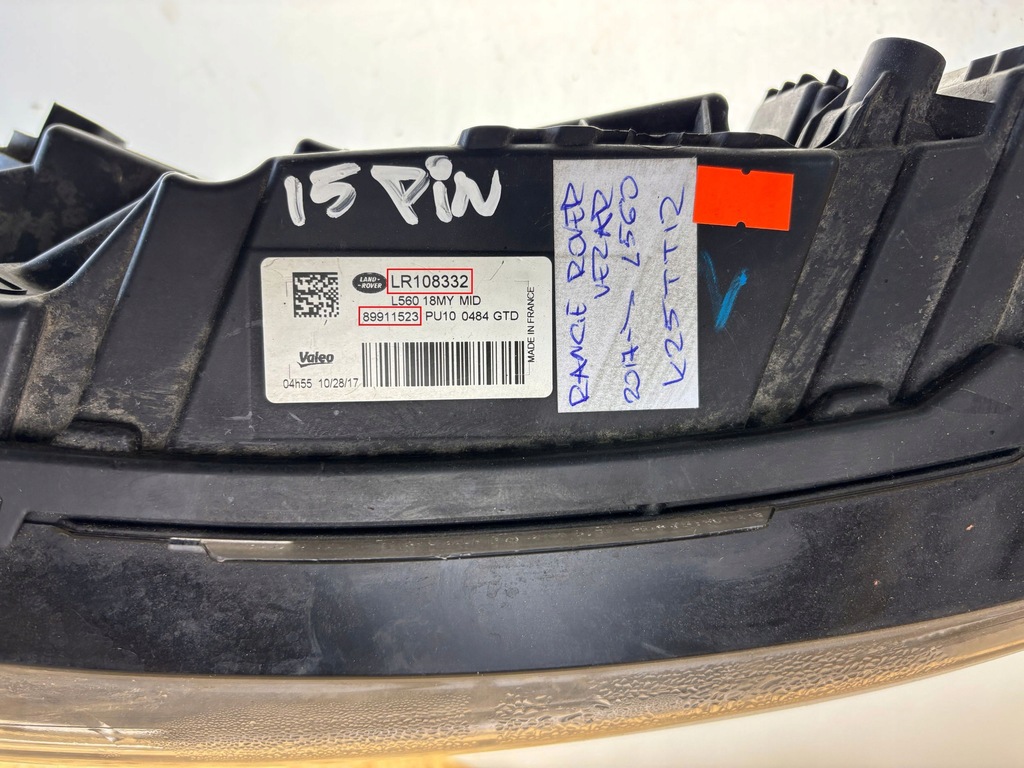 15 PiN
LAND-
ROVER
LR108332
L560 18MY MID
89911523 PU10 0484 GTD
Valeo
04h55 10/28/17
MADE IN FRANCE
RANGE ROVER
VEZAR
2017— L560
K25TT12